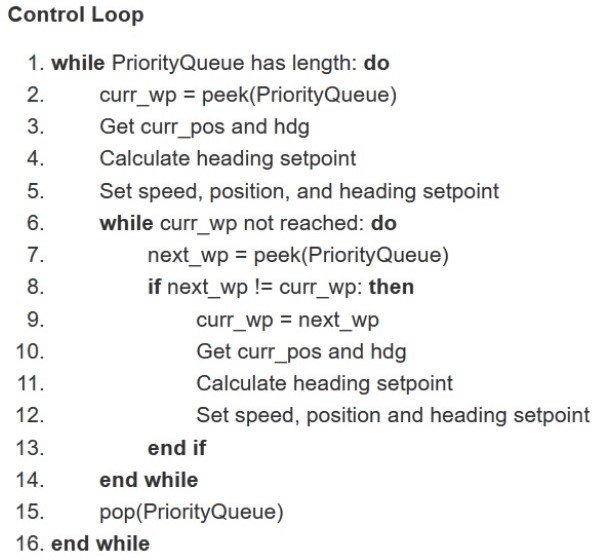 Control Loop
1. while PriorityQueue has length: do
2. curr_wp = peek(PriorityQueue)
3. Get curr_pos and hdg
4. Calculate heading setpoint
5. Set speed, position, and heading setpoint
6. while curr_wp not reached: do
7. next_wp = peek(PriorityQueue)
8. if next_wp != curr_wp: then
9. curr_wp = next_wp
10. Get curr_pos and hdg
11. Calculate heading setpoint
12. Set speed, position and heading setpoint
13. end if
14. end while
15. pop(PriorityQueue)
16. end while